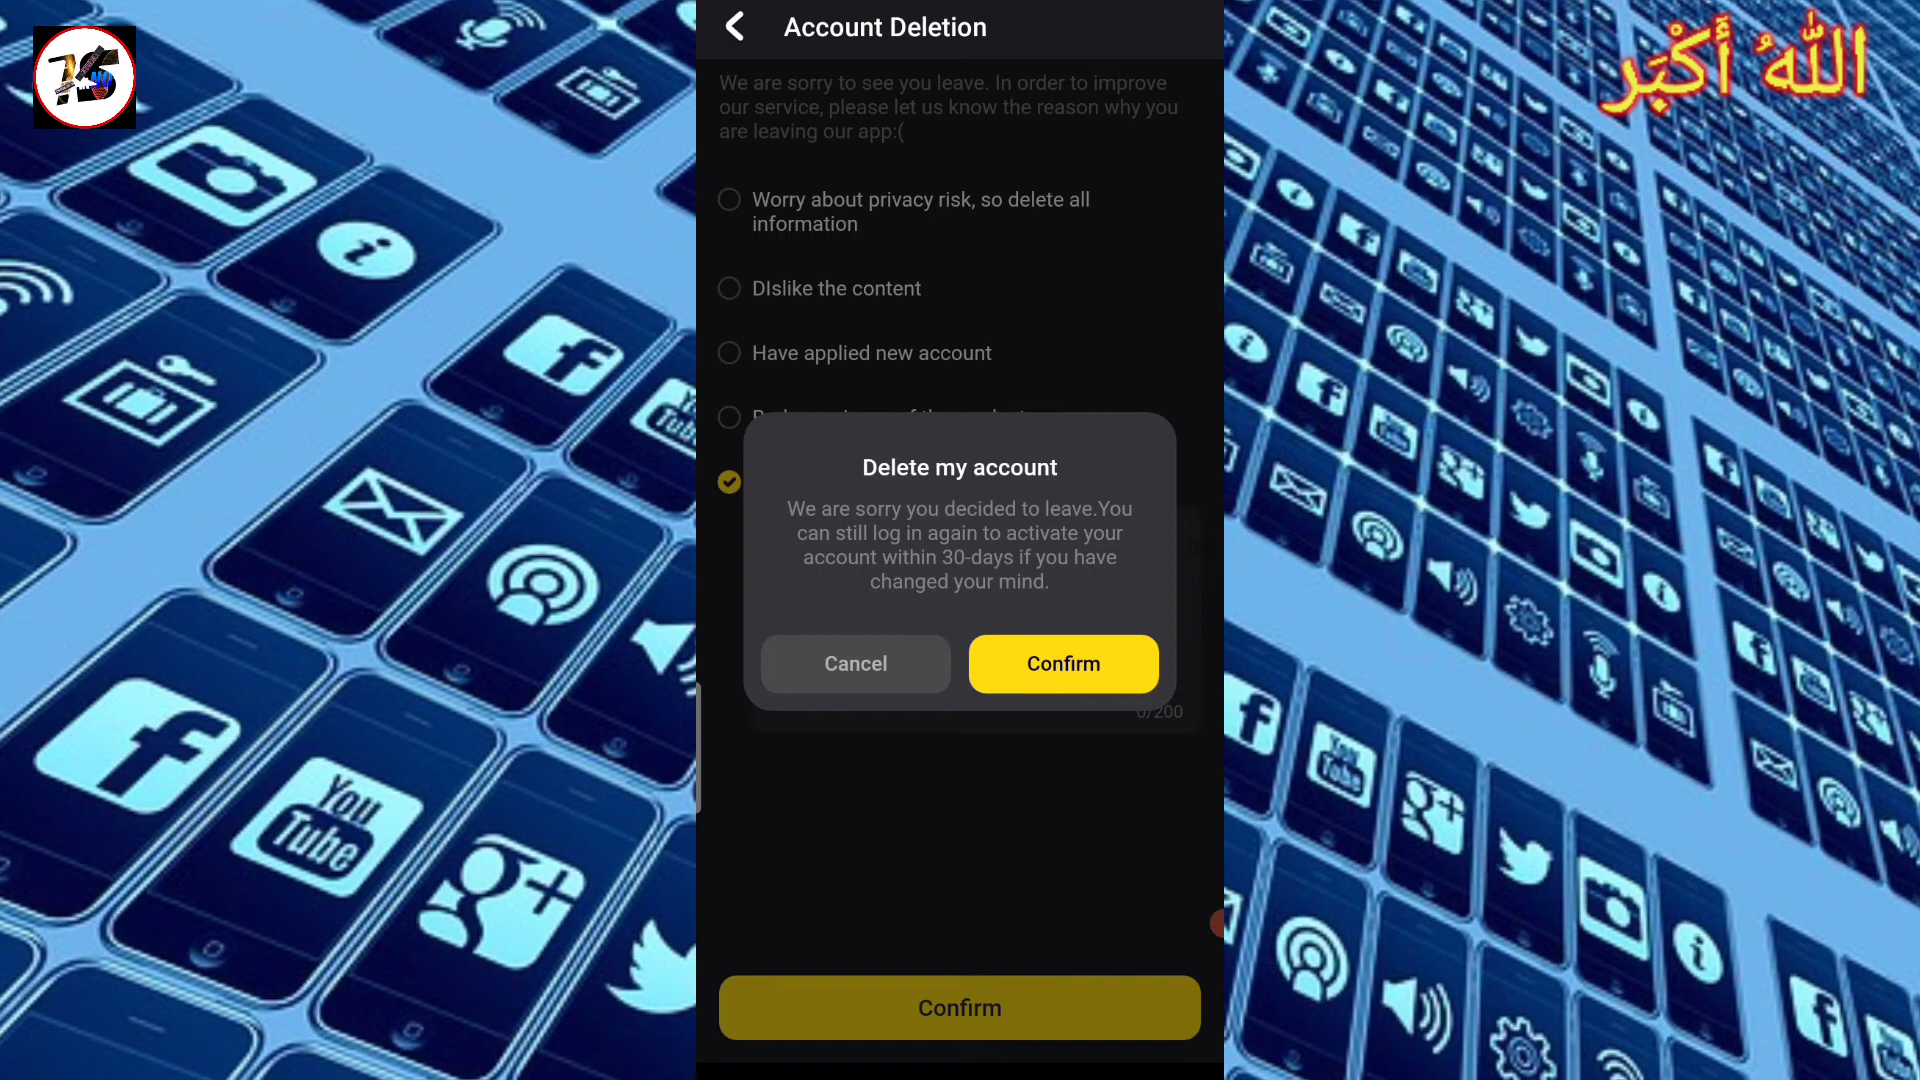 Account Deletion
اللهُ أَكْبَر
We are sorry to see you leave. In order to improve
our service, please let us know the reason why you
are leaving our app:(
Worry about privacy risk, so delete all
information
DIslike the content
Have applied new account
Delete my account
We are sorry you decided to leave.You
can still log in again to activate your
account within 30-days if you have
changed your mind.
Cancel
Confirm
0/200
Confirm
You
Tube
You
Tube